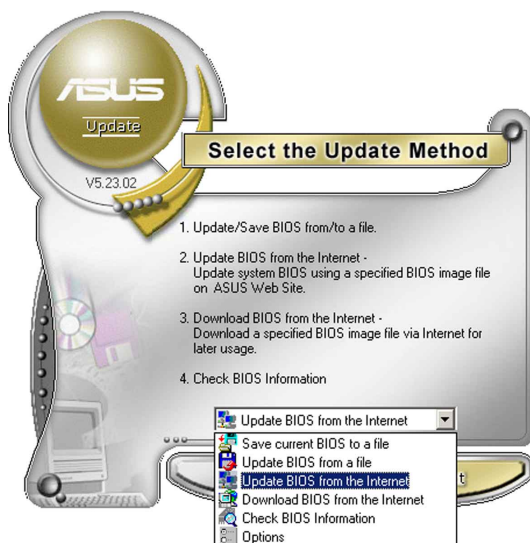 ASUS
Update
V5.23.02
Select the Update Method
1. Update/Save BIOS from/to a file.
2. Update BIOS from the Internet -
Update system BIOS using a specified BIOS image file
on ASUS Web Site.
3. Download BIOS from the Internet -
Download a specified BIOS image file via Internet for
later usage.
4. Check BIOS Information
Update BIOS from the Internet
Save current BIOS to a file
Update BIOS from a file
Update BIOS from the Internet
Download BIOS from the Internet
Check BIOS Information
Options